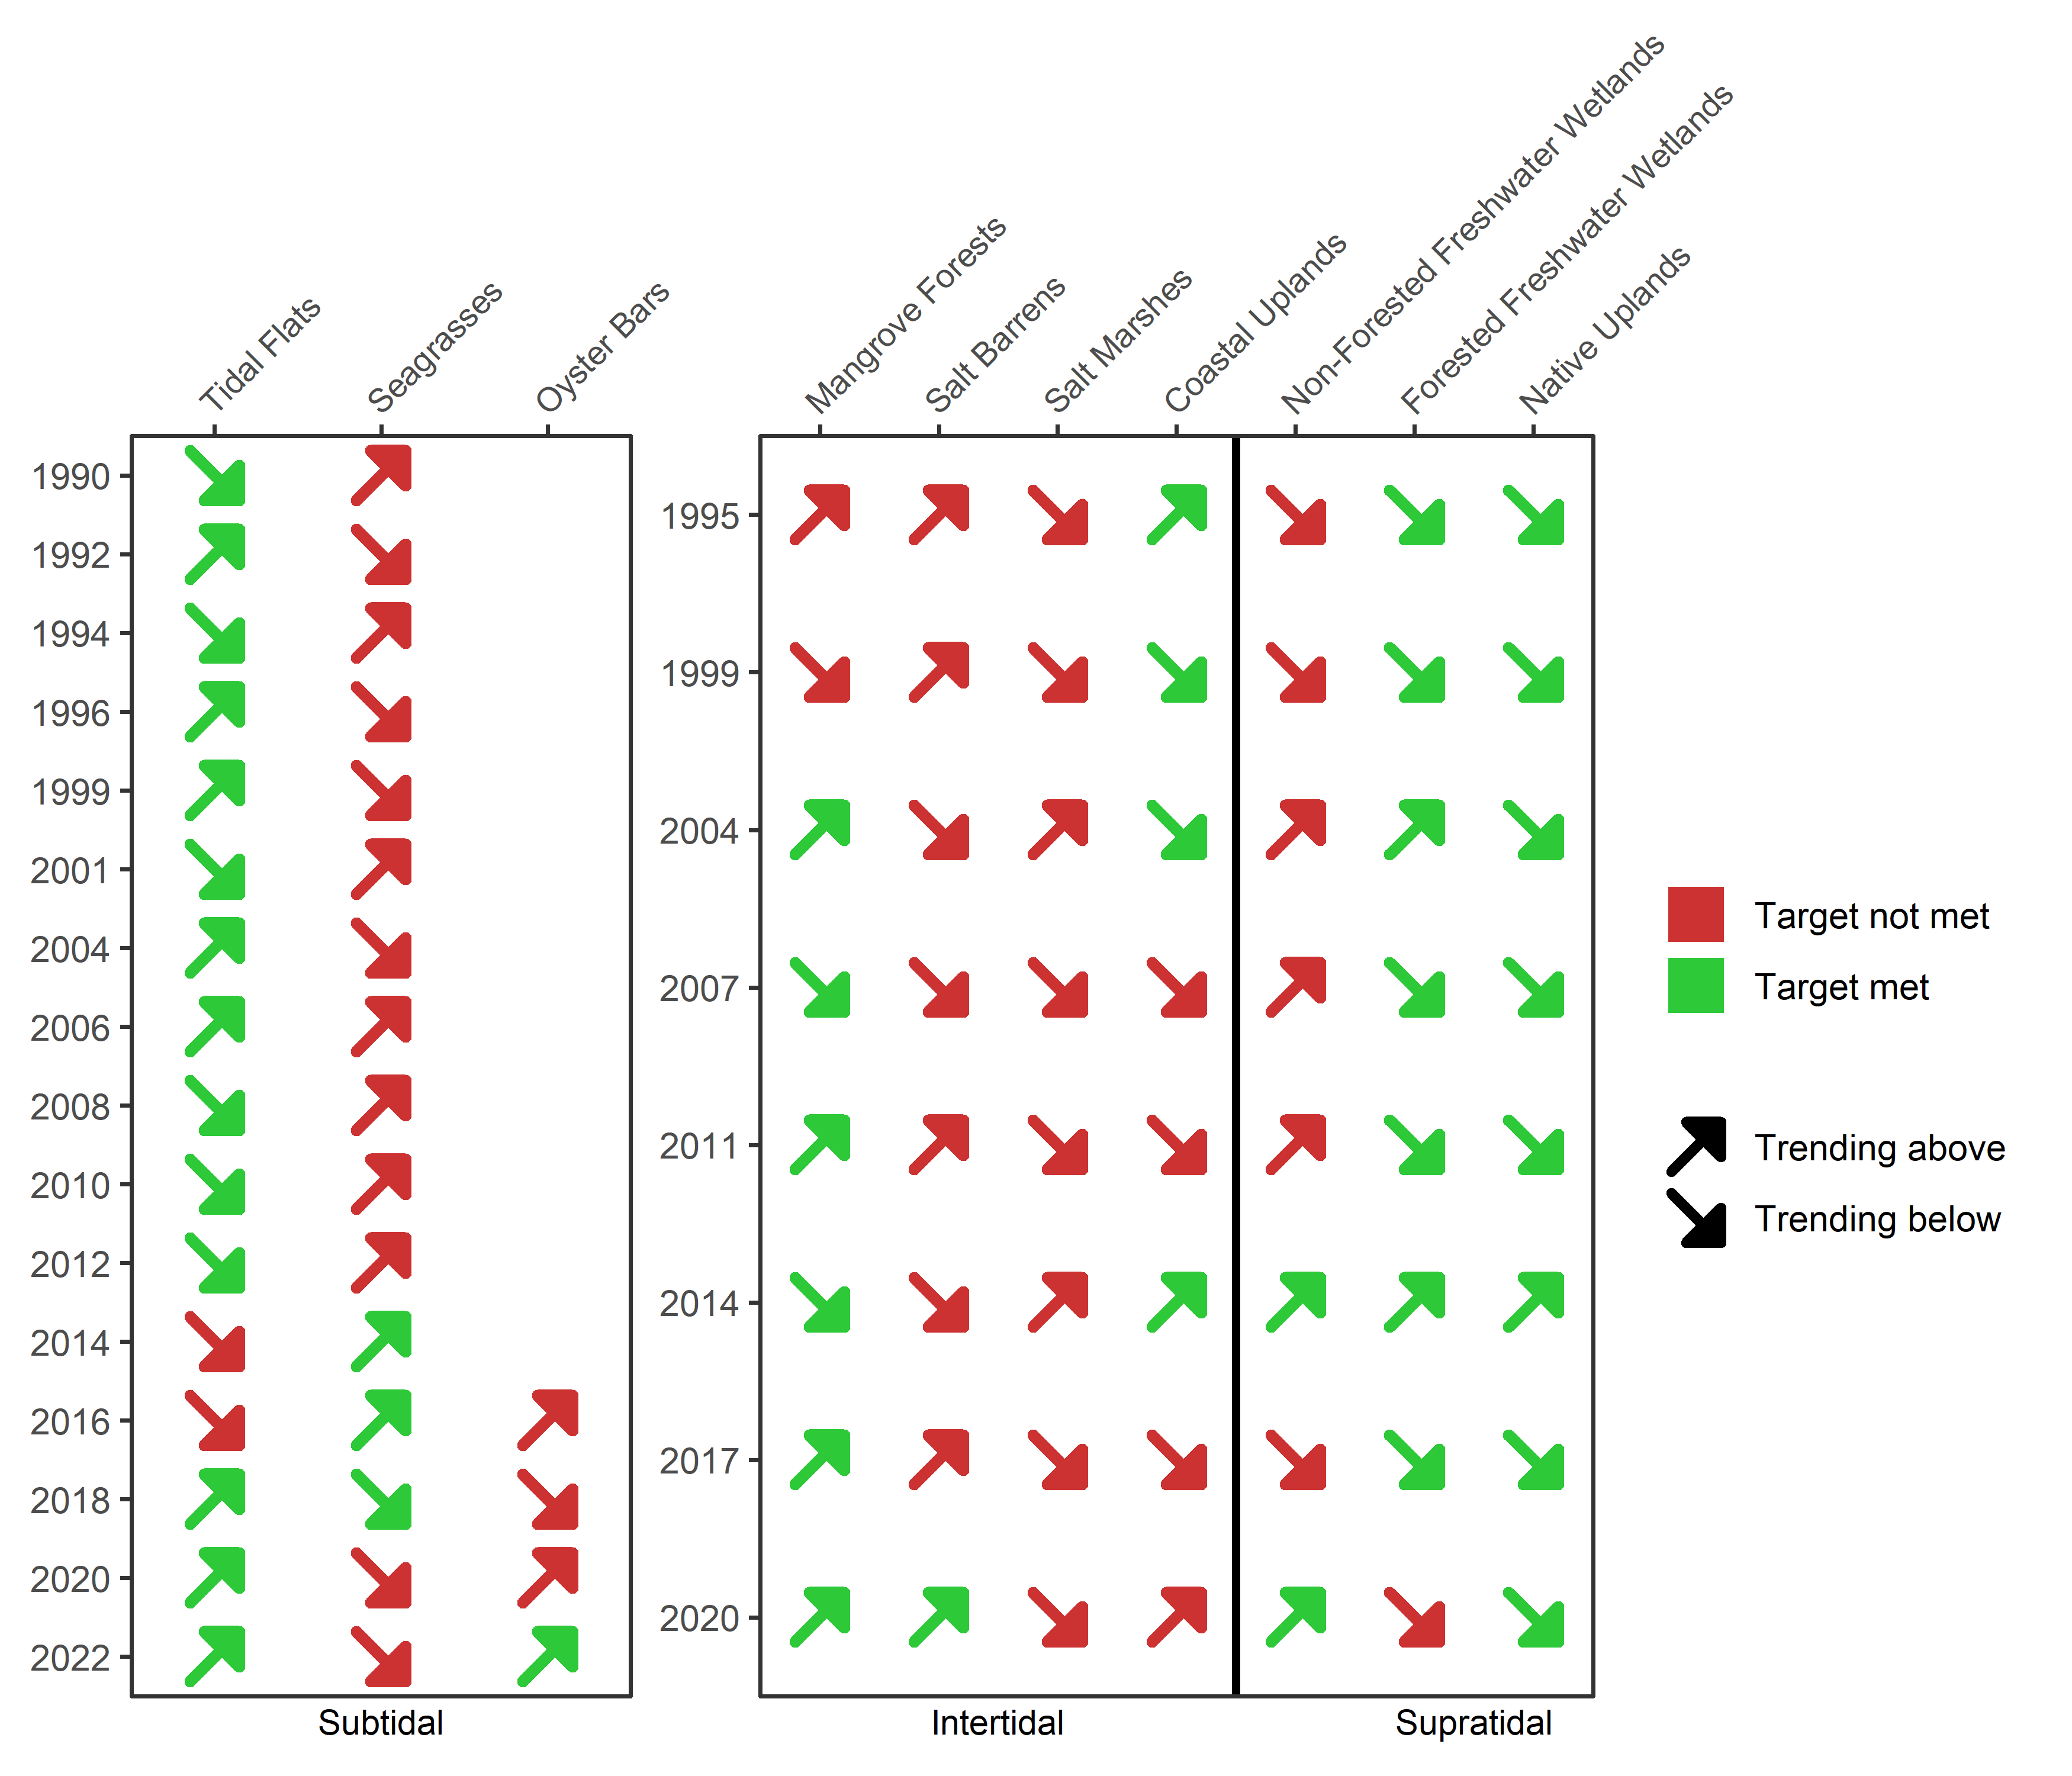 Tidal Flats
Seagrasses
Oyster Bars
1990
1992
1994
1996
1999
2001
2004
2006
2008
2010
2012
2014
2016
2018
2020
2022
Subtidal
Mangrove Forests
Salt Barrens
Salt Marshes
Coastal Uplands
Non-Forested Freshwater Wetlands
Forested Freshwater Wetlands
Native Uplands
1995
1999
2004
2007
2011
2014
2017
2020
Intertidal
Supratidal
Target not met
Target met
Trending above
Trending below